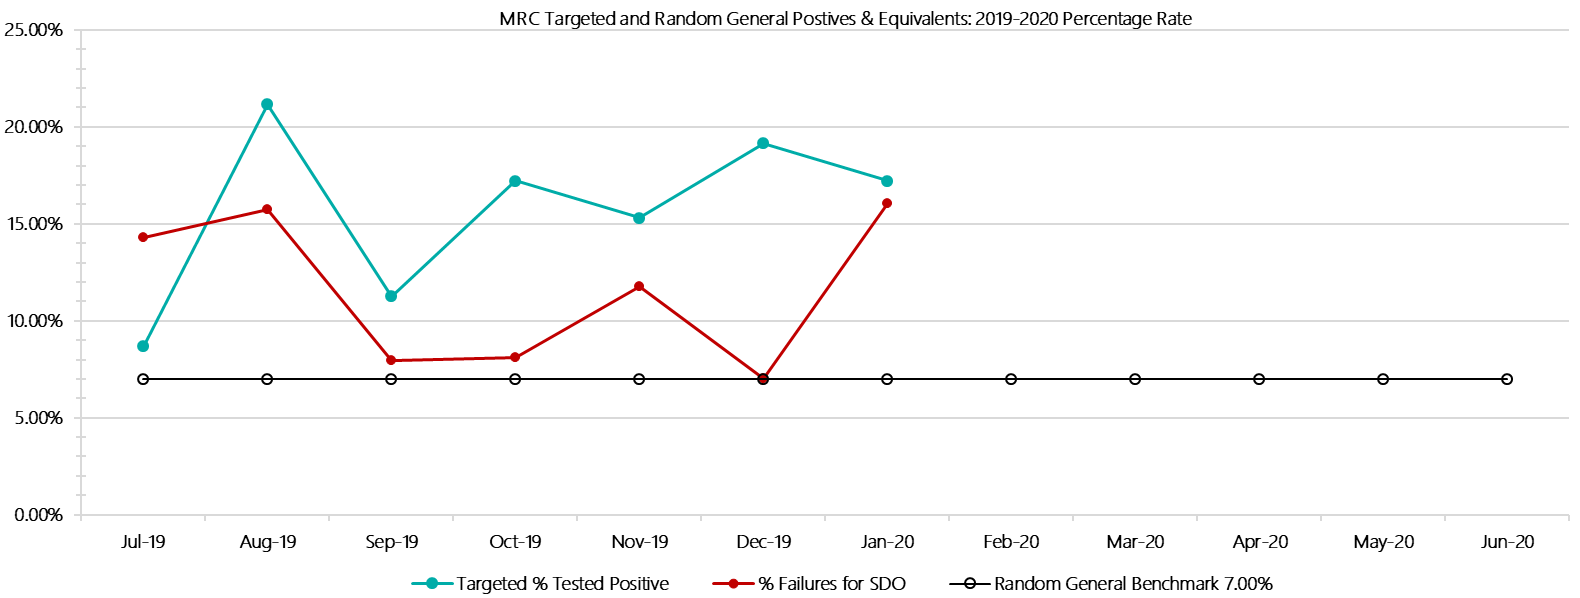 MRC Targeted and Random General Postives & Equivalents: 2019-2020 Percentage Rate
25.00%
20.00%
15.00%
10.00%
5.00%
0.00%
Jul-19 Aug-19 Sep-19 Oct-19 Nov-19 Dec-19 Jan-20 Feb-20 Mar-20 Apr-20 May-20 Jun-20
Targeted % Tested Positive % Failures for SDO Random General Benchmark 7.00%